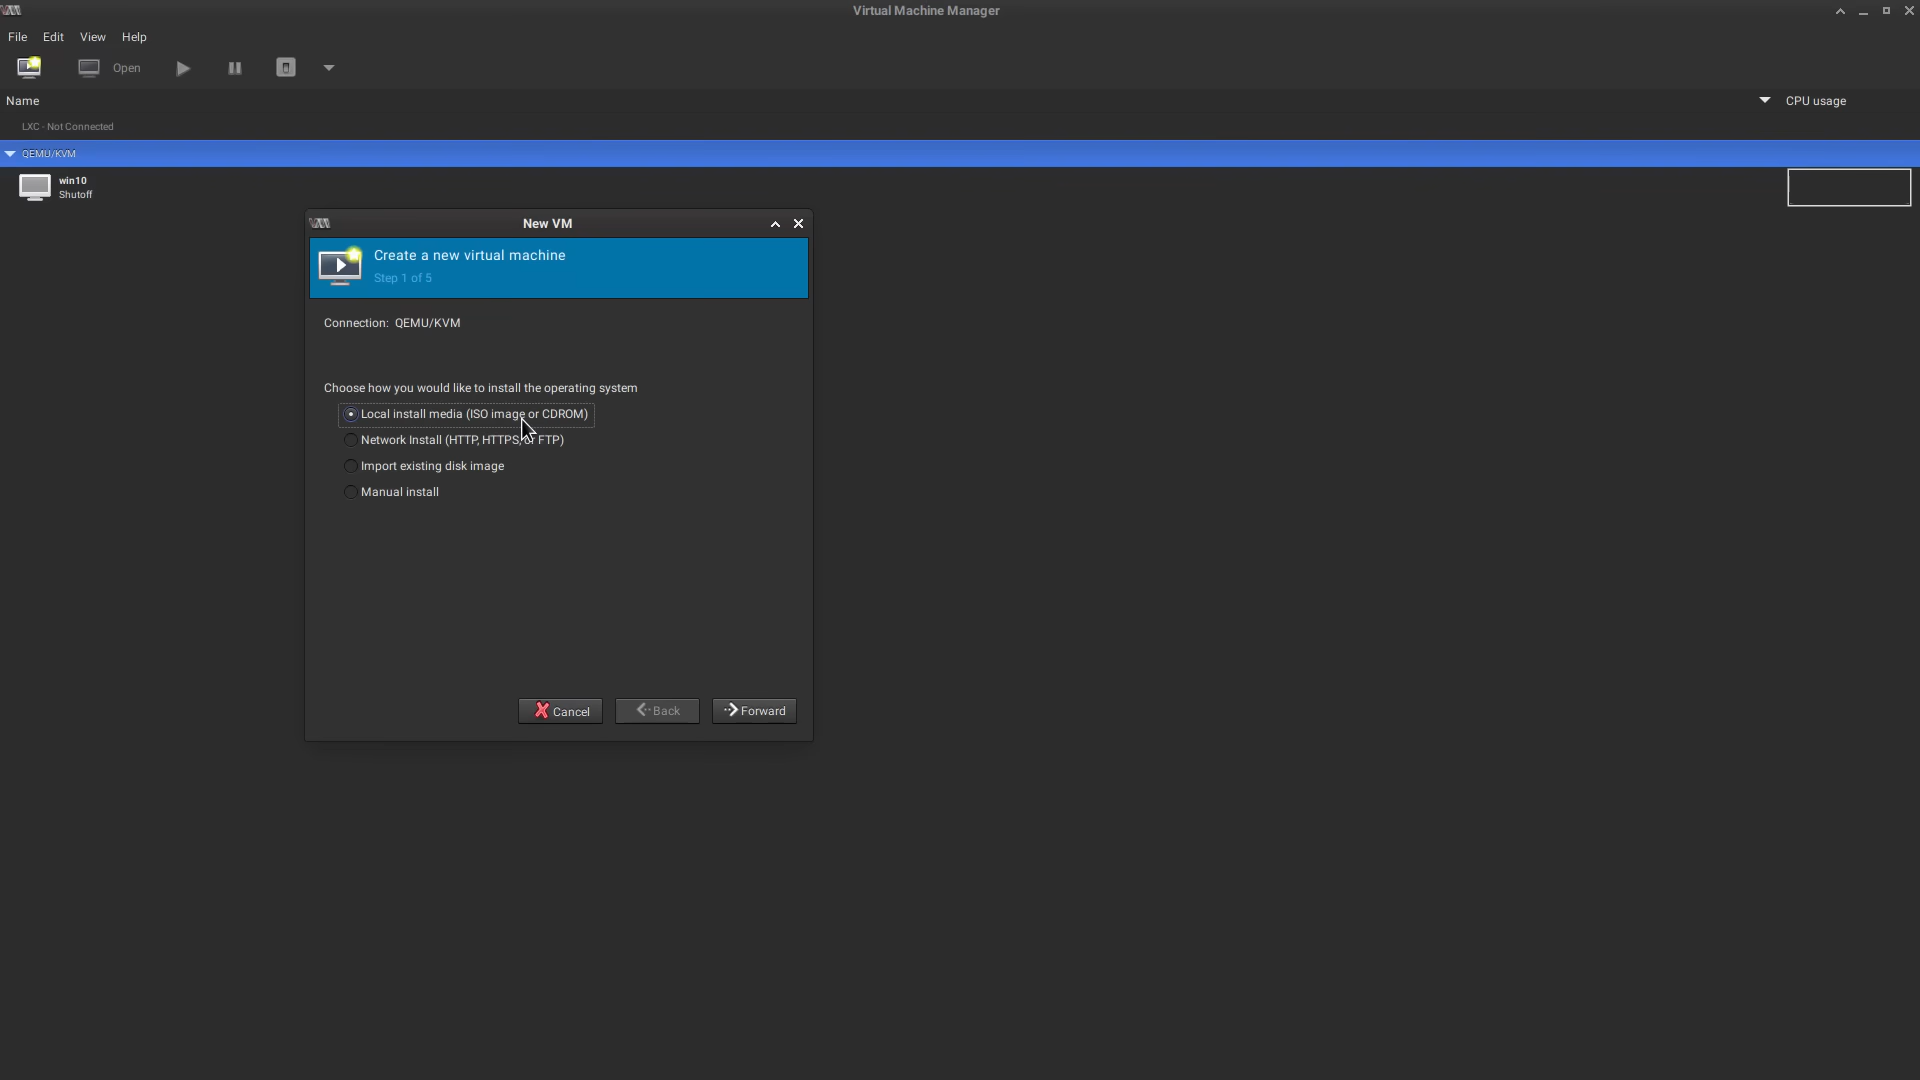 Virtual Machine Manager
File Edit View Help
Open
Name CPU usage
LXC - Not Connected
QEMU/KVM
win10
Shutoff
New VM
Create a new virtual machine
Step 1 of 5
Connection: QEMU/KVM
Choose how you would like to install the operating system
Local install media (ISO image or CDROM)
Network Install (HTTP, HTTPS, or FTP)
Import existing disk image
Manual install
Cancel Back Forward